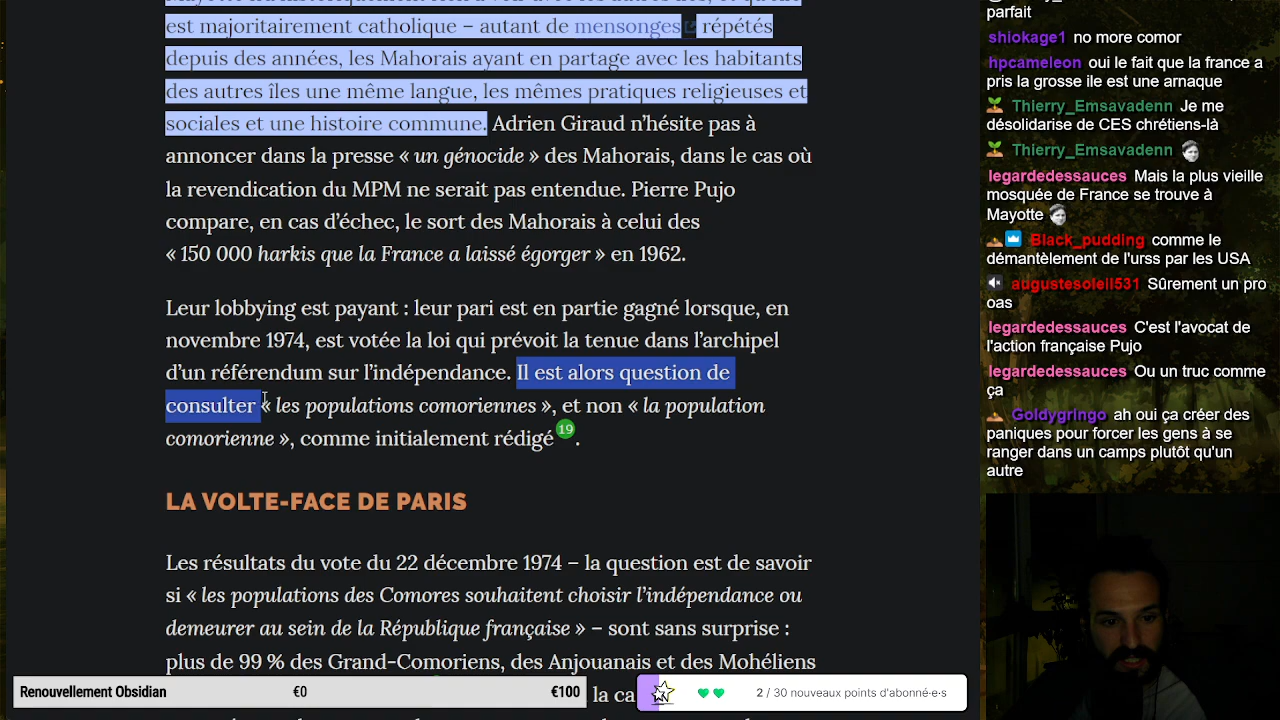 est majoritairement catholique – autant de mensonges répétés
depuis des années, les Mahorais ayant en partage avec les habitants
des autres îles une même langue, les mêmes pratiques religieuses et
sociales et une histoire commune. Adrien Giraud n'hésite pas à
annoncer dans la presse « un génocide » des Mahorais, dans le cas où
la revendication du MPM ne serait pas entendue. Pierre Pujo
compare, en cas d'échec, le sort des Mahorais à celui des
« 150 000 harkis que la France a laissé égorger » en 1962.
Leur lobbying est payant : leur pari est en partie gagné lorsque, en
novembre 1974, est votée la loi qui prévoit la tenue dans l'archipel
d'un référendum sur l'indépendance. Il est alors question de
consulter « les populations comoriennes », et non « la population
comorienne », comme initialement rédigé 19.
LA VOLTE-FACE DE PARIS
Les résultats du vote du 22 décembre 1974 – la question est de savoir
si « les populations des Comores souhaitent choisir l'indépendance ou
demeurer au sein de la République française » – sont sans surprise :
plus de 99 % des Grand-Comoriens, des Anjouanais et des Mohéliens
la ca
Renouvellement Obsidian €0 €100
2 / 30 nouveaux points d'abonné·e·s
parfait
shiokage1 no more comor
hpcameleon oui le fait que la france a
pris la grosse ile est une arnaque
Thierry_Emsavadenn Je me
désolidarise de CES chrétiens-là
Thierry_Emsavadenn
legardedessauces Mais la plus vieille
mosquée de France se trouve à
Mayotte
Black_pudding comme le
démantèlement de l'urss par les USA
augustesoleil531 Sûrement un pro
oas
legardedessauces C'est l'avocat de
l'action française Pujo
legardedessauces Ou un truc comme
ça
Goldygringo ah oui ça créer des
paniques pour forcer les gens à se
ranger dans un camps plutôt qu'un
autre